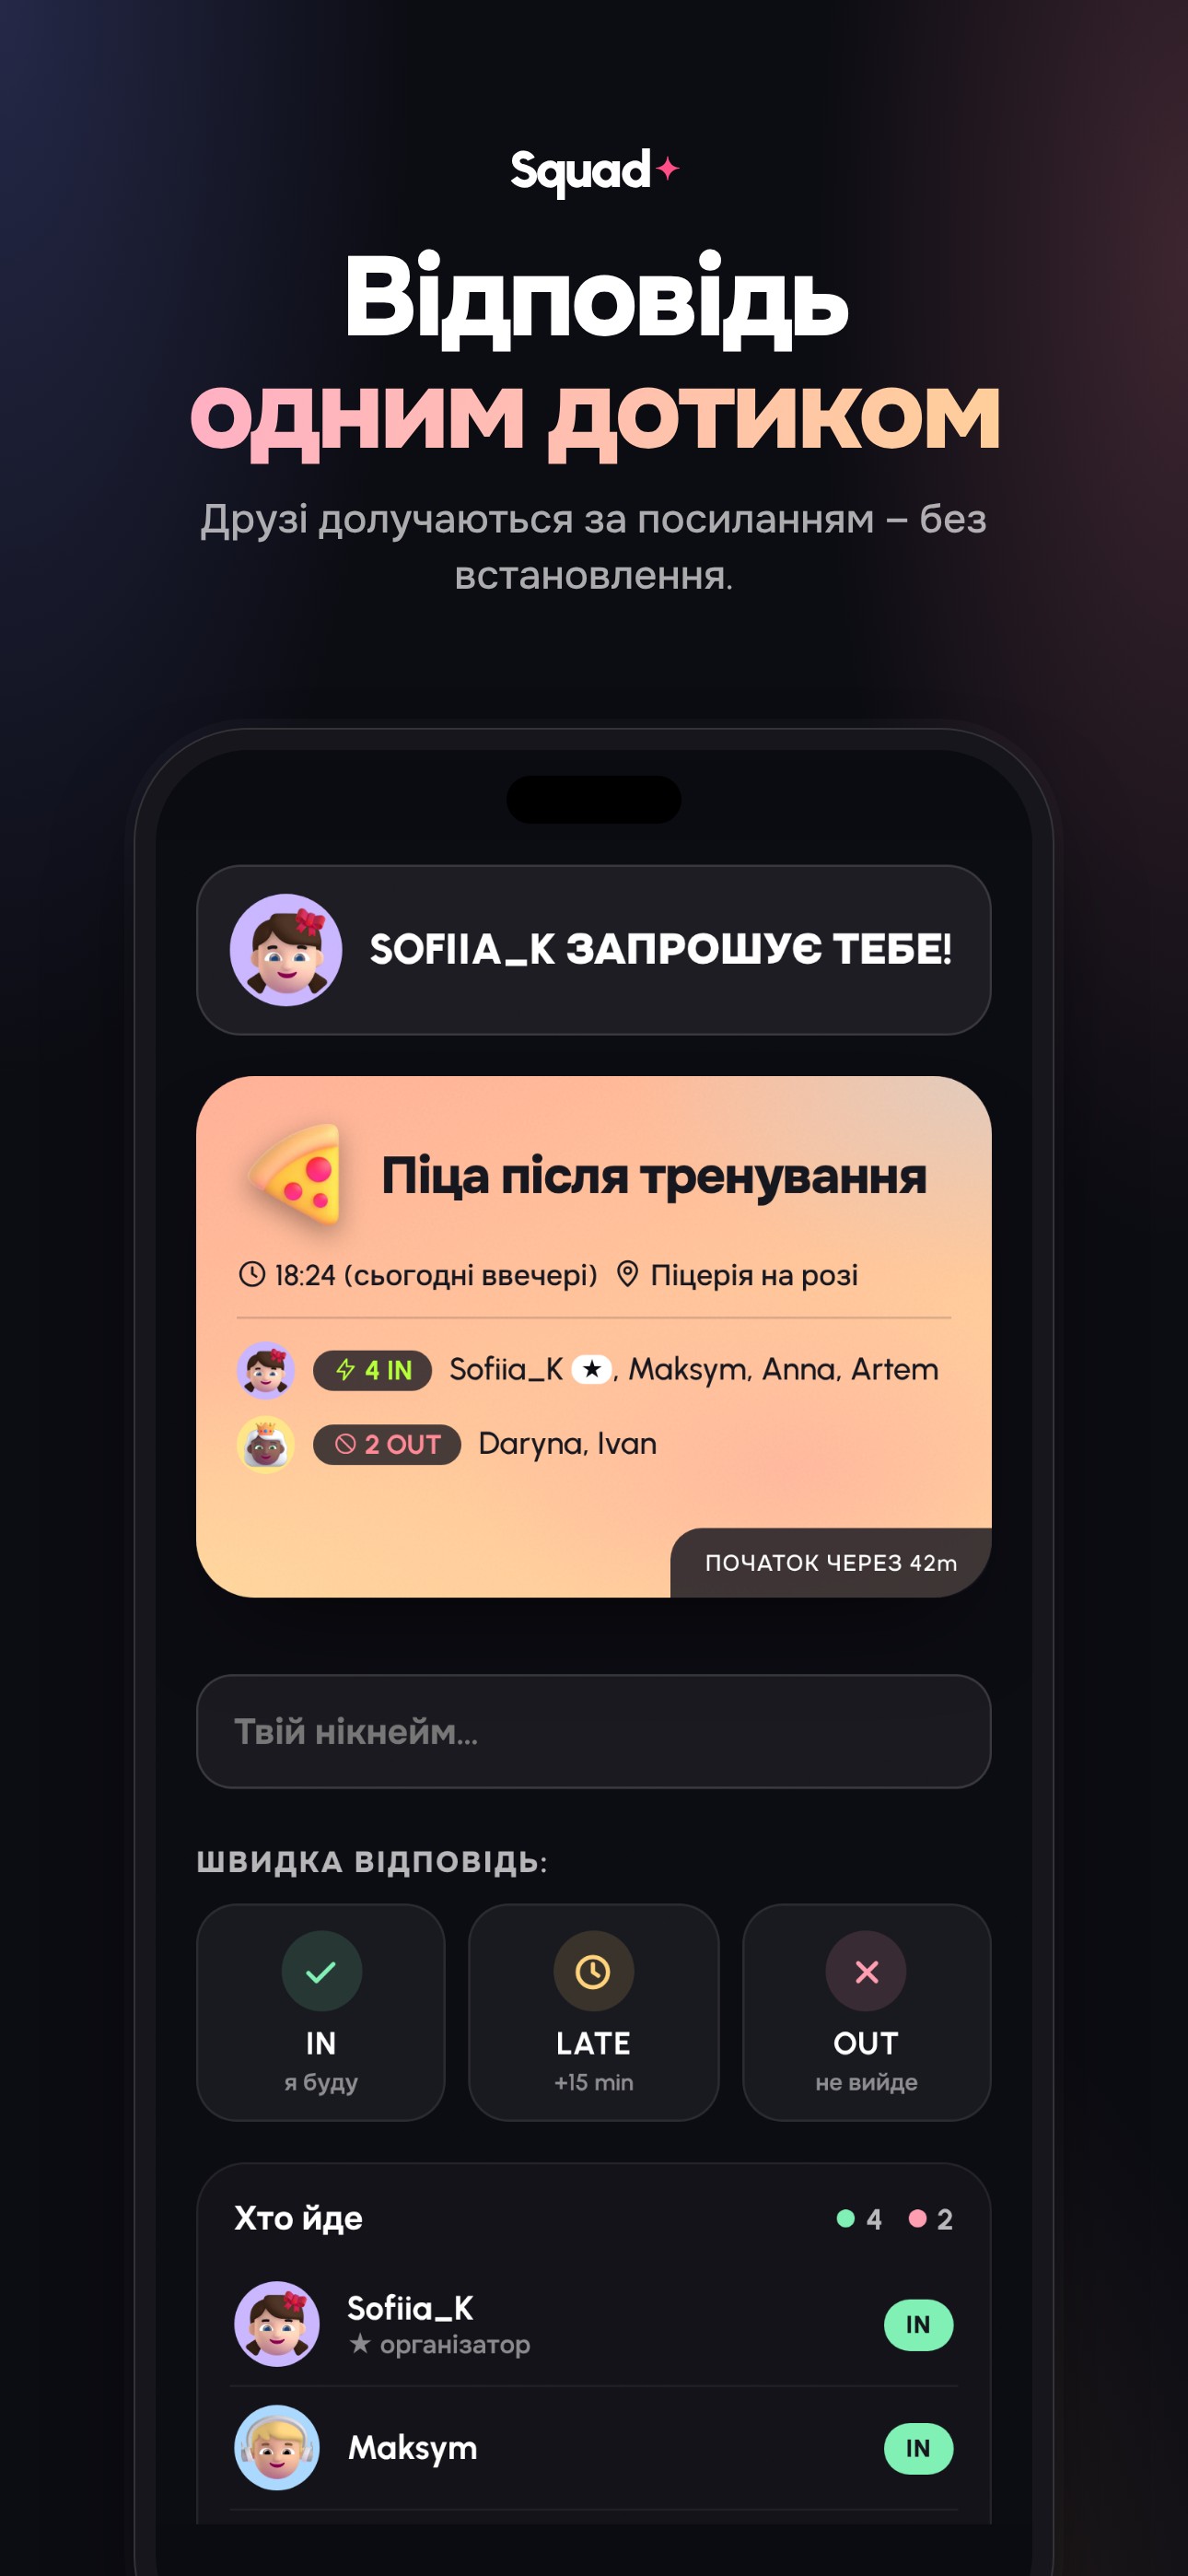 Squad
Відповідь
одним дотиком
Друзі долучаються за посиланням – без
встановлення.
SOFIIA_K ЗАПРОШУЄ ТЕБЕ!
Піца після тренування
18:24 (сьогодні ввечері) Піцерія на розі
4 IN Sofiia_K ★, Maksym, Anna, Artem
2 OUT Daryna, Ivan
ПОЧАТОК ЧЕРЕЗ 42m
Твій нікнейм...
ШВИДКА ВІДПОВІДЬ:
IN LATE OUT
я буду +15 min не вийде
Хто йде 4 2
Sofiia_K
★ організатор
IN
Maksym IN